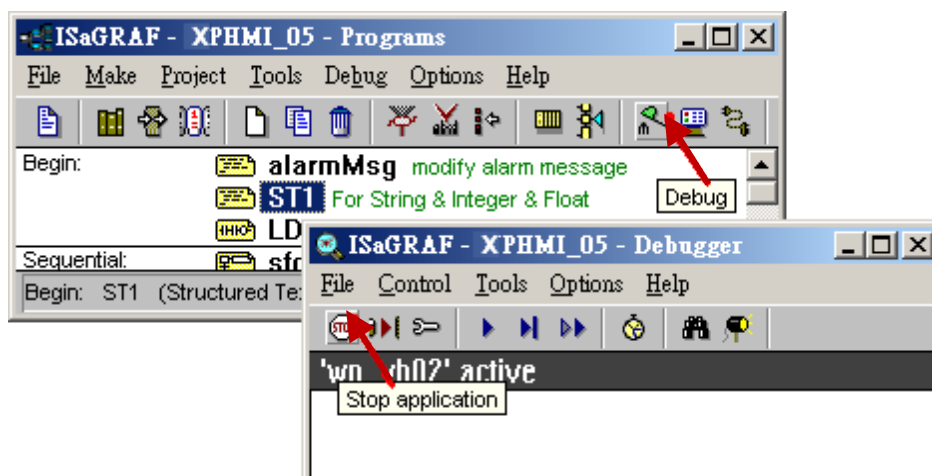 ISaGRAF - XPHMI_05 - Programs
File Make Project Tools Debug Options Help
Begin:
alarmMsg modify alarm message
ST1 For String & Integer & Float
Debug
LD
Sequential:
sfc
Begin: ST1 (Structured Te
ISaGRAF - XPHMI_05 - Debugger
File Control Tools Options Help
STOP
active
Stop application